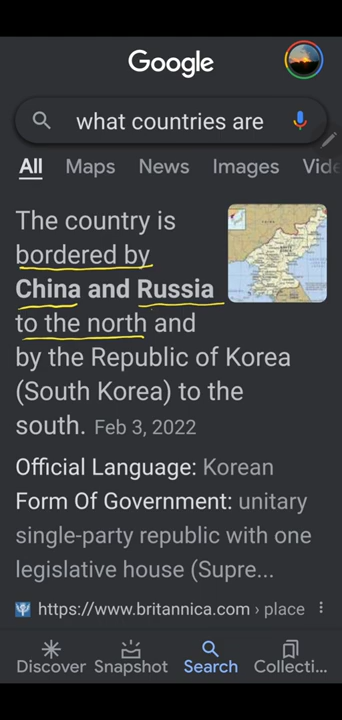 Google
what countries are
All Maps News Images Vide
The country is
bordered by
China and Russia
to the north and
by the Republic of Korea
(South Korea) to the
south. Feb 3, 2022
Official Language: Korean
Form Of Government: unitary
single-party republic with one
legislative house (Supre...
https://www.britannica.com › place
Discover Snapshot Search Collecti...